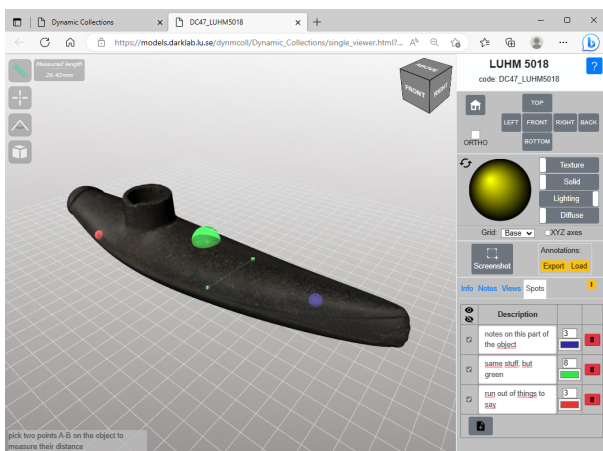 Dynamic Collections
DC47_LUHM5018
https://models.darklab.lu.se/dynmcoll/Dynamic_Collections/single_viewer.html?...
Measured length
26.42mm
ABOVE
FRONT
RIGHT
LUHM 5018
?
code: DC47_LUHM5018
TOP
LEFT
FRONT
RIGHT
BACK
BOTTOM
ORTHO
Texture
Solid
Lighting
Diffuse
Grid: Base
XYZ axes
Screenshot
Annotations:
Export Load
Info Notes Views Spots
!
Description
notes on this part of
the object
3
same stuff, but
green
8
run out of things to
say
3
pick two points A-B on the object to
measure their distance